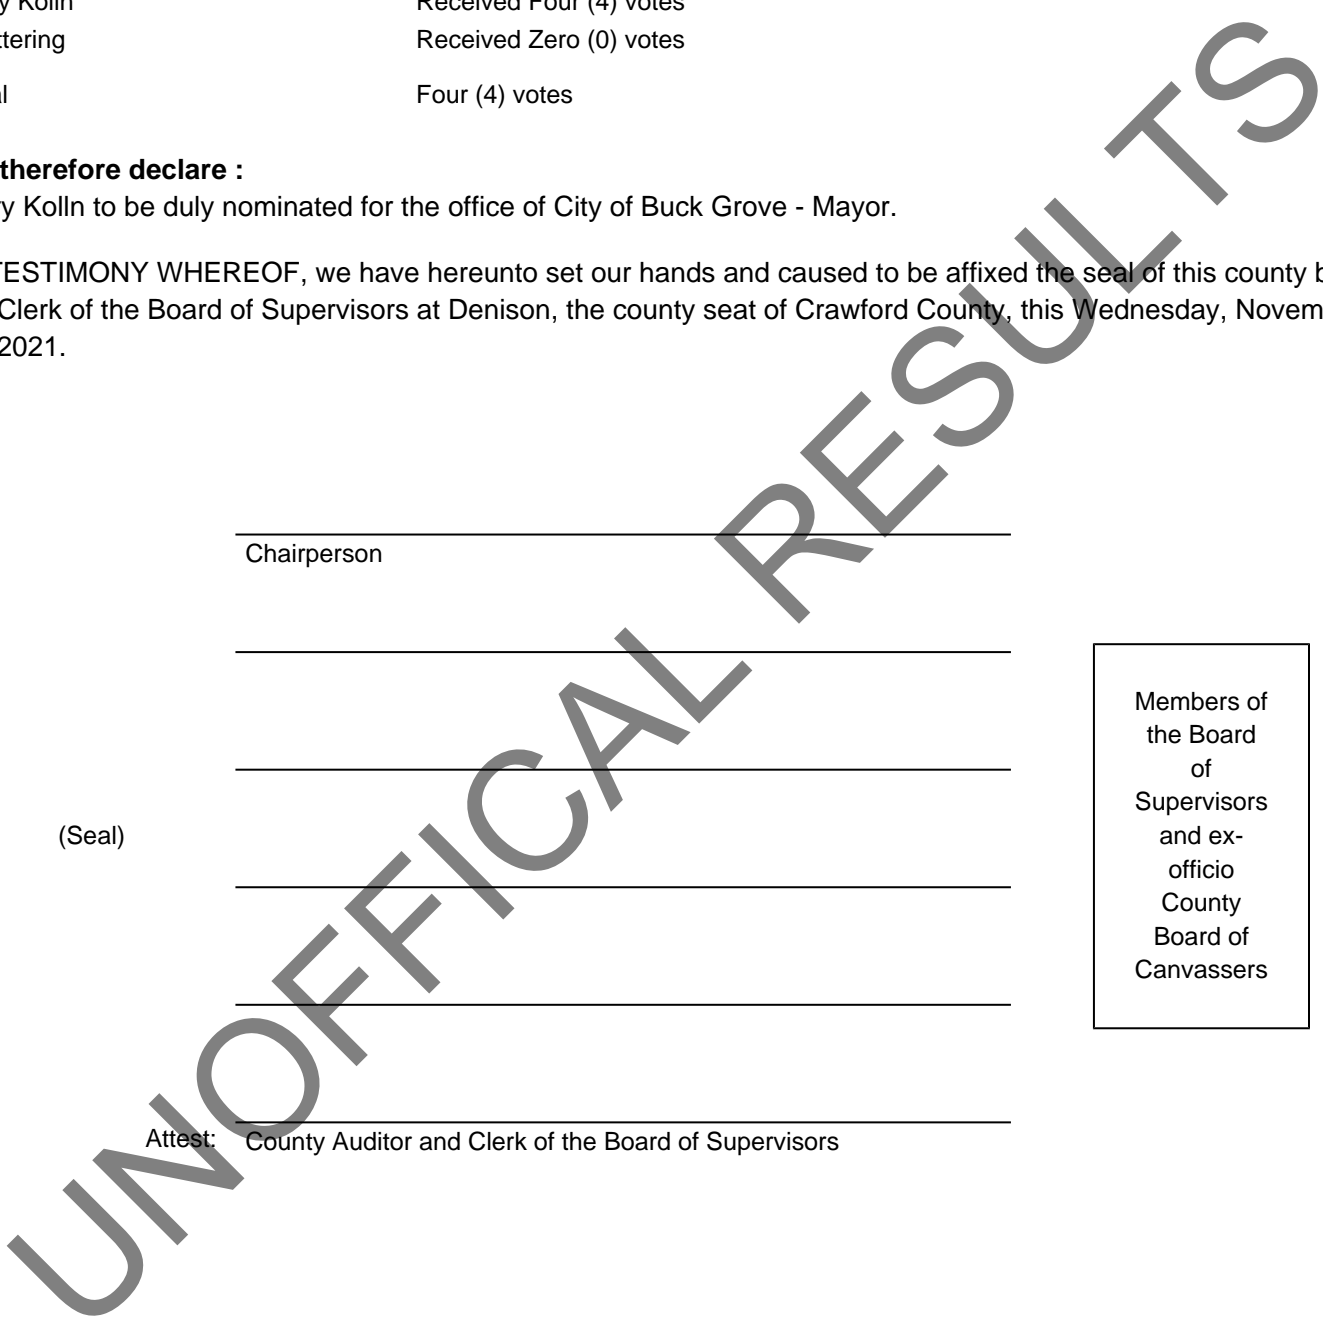 y Kolln Received Four (4) votes
ttering Received Zero (0) votes
al Four (4) votes
therefore declare :
ry Kolln to be duly nominated for the office of City of Buck Grove - Mayor.
TESTIMONY WHEREOF, we have hereunto set our hands and caused to be affixed the seal of this county b
Clerk of the Board of Supervisors at Denison, the county seat of Crawford County, this Wednesday, Novem
2021.
Chairperson
Members of
the Board
of
Supervisors
and ex-
officio
County
Board of
Canvassers
(Seal)
Attest: County Auditor and Clerk of the Board of Supervisors
UNOFFICAL RESULTS